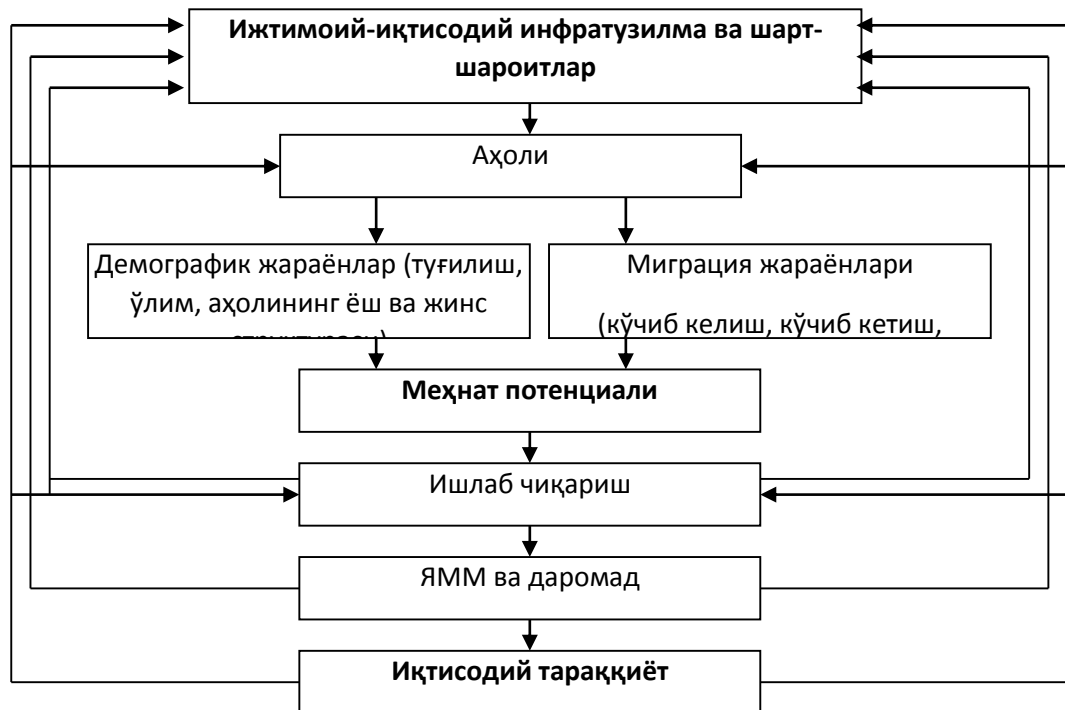 Ижтимоий-иқтисодий инфратузилма ва шарт-
шароитлар
Аҳоли
Демографик жараёнлар (туғилиш,
ўлим, аҳолининг ёш ва жинс
Миграция жараёнлари
(кўчиб келиш, кўчиб кетиш,
Меҳнат потенциали
Ишлаб чиқариш
ЯММ ва даромад
Иқтисодий тараққиёт